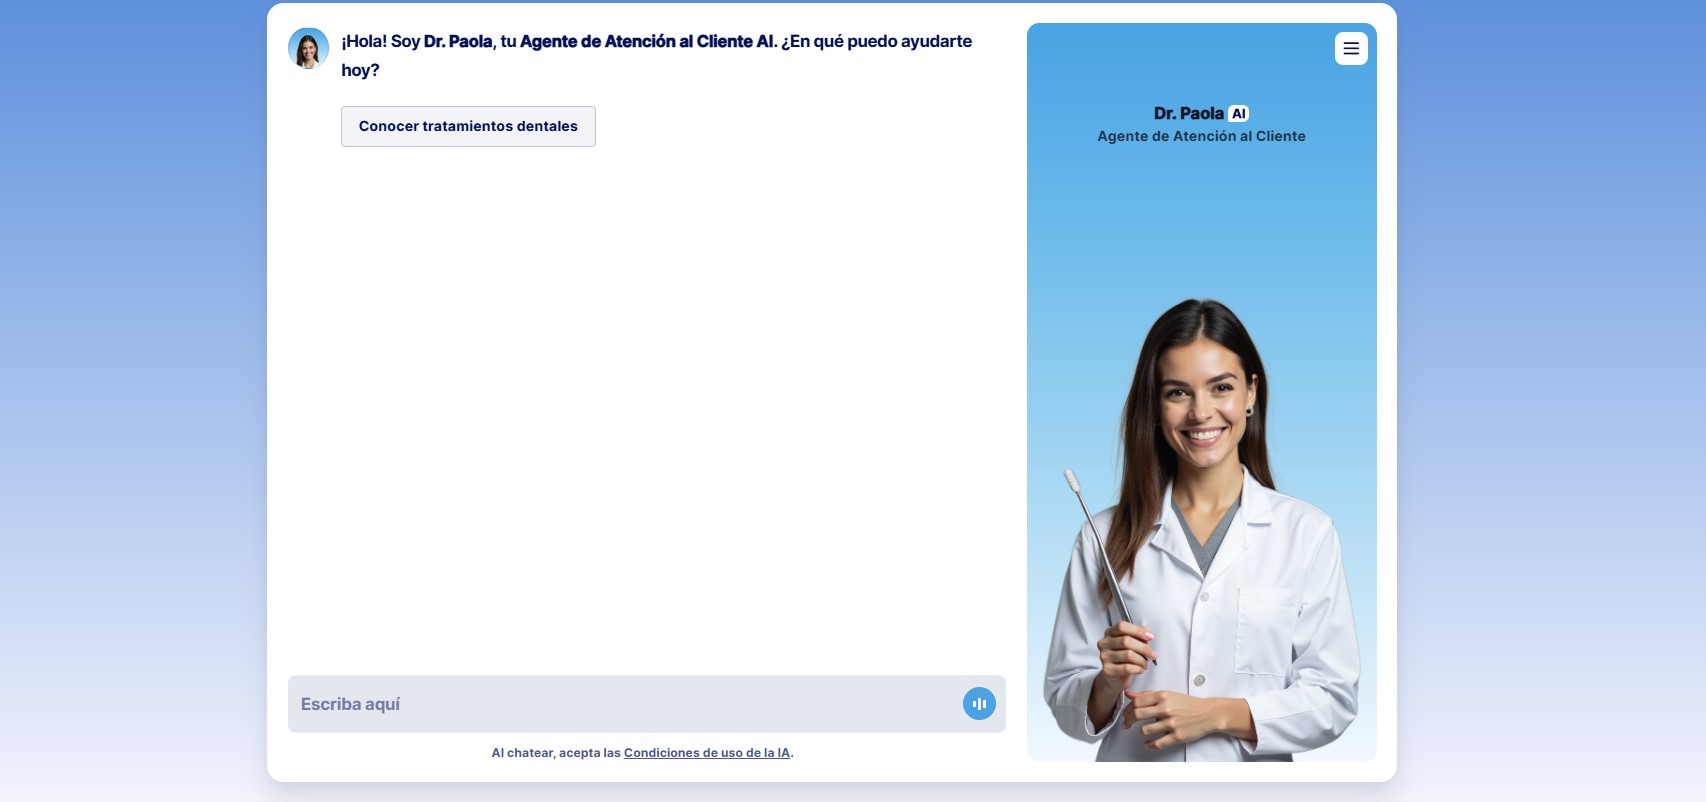 ¡Hola! Soy Dr. Paola, tu Agente de Atención al Cliente AI. ¿En qué puedo ayudarte
hoy?
Conocer tratamientos dentales
Escriba aquí
Al chatear, acepta las Condiciones de uso de la IA.
Dr. Paola AI
Agente de Atención al Cliente